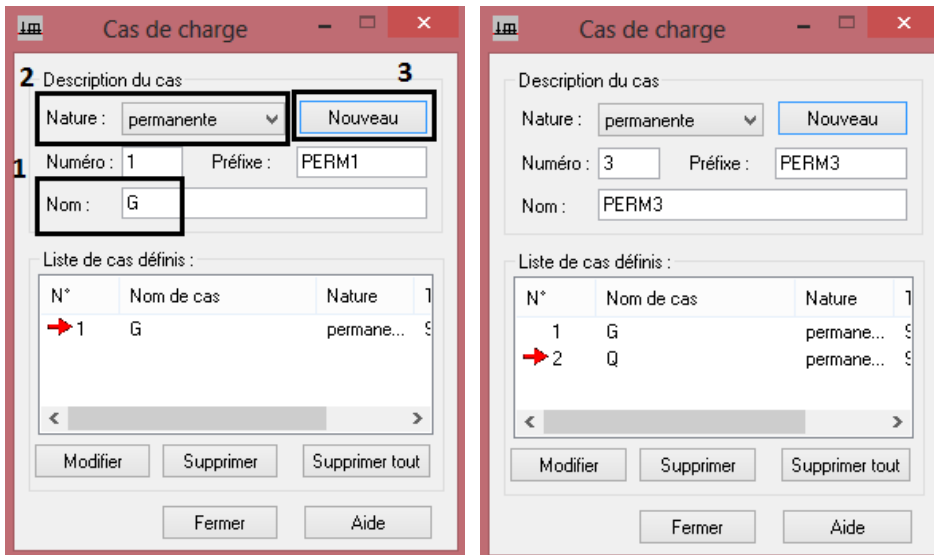 Cas de charge
2 Description du cas 3
Nature : permanente Nouveau
Numéro : 1 Préfixe : PERM1
1
Nom : G
Liste de cas définis :
N° Nom de cas Nature
1 G permane... S
Modifier Supprimer Supprimer tout
Fermer Aide
Cas de charge
Description du cas
Nature : permanente Nouveau
Numéro : 3 Préfixe : PERM3
Nom : PERM3
Liste de cas définis :
N° Nom de cas Nature
1 G permane... S
2 Q permane... S
Modifier Supprimer Supprimer tout
Fermer Aide